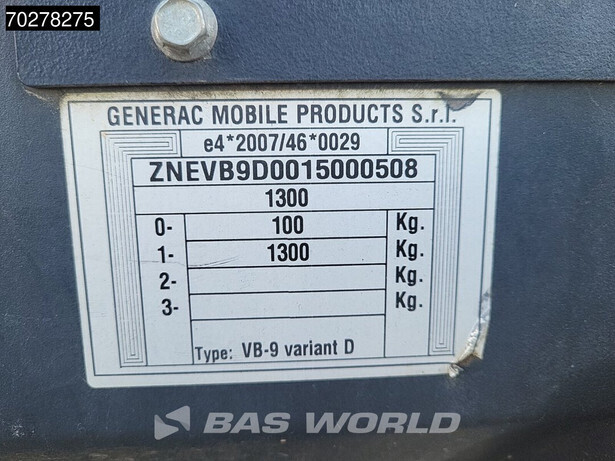 70278275
GENERAC MOBILE PRODUCTS S.r.l.
e4*2007/46*0029
ZNEVB9D0015000508
1300
0- 100 Kg.
1- 1300 Kg.
2- Kg.
3- Kg.
Type: VB-9 variant D
BAS WORLD